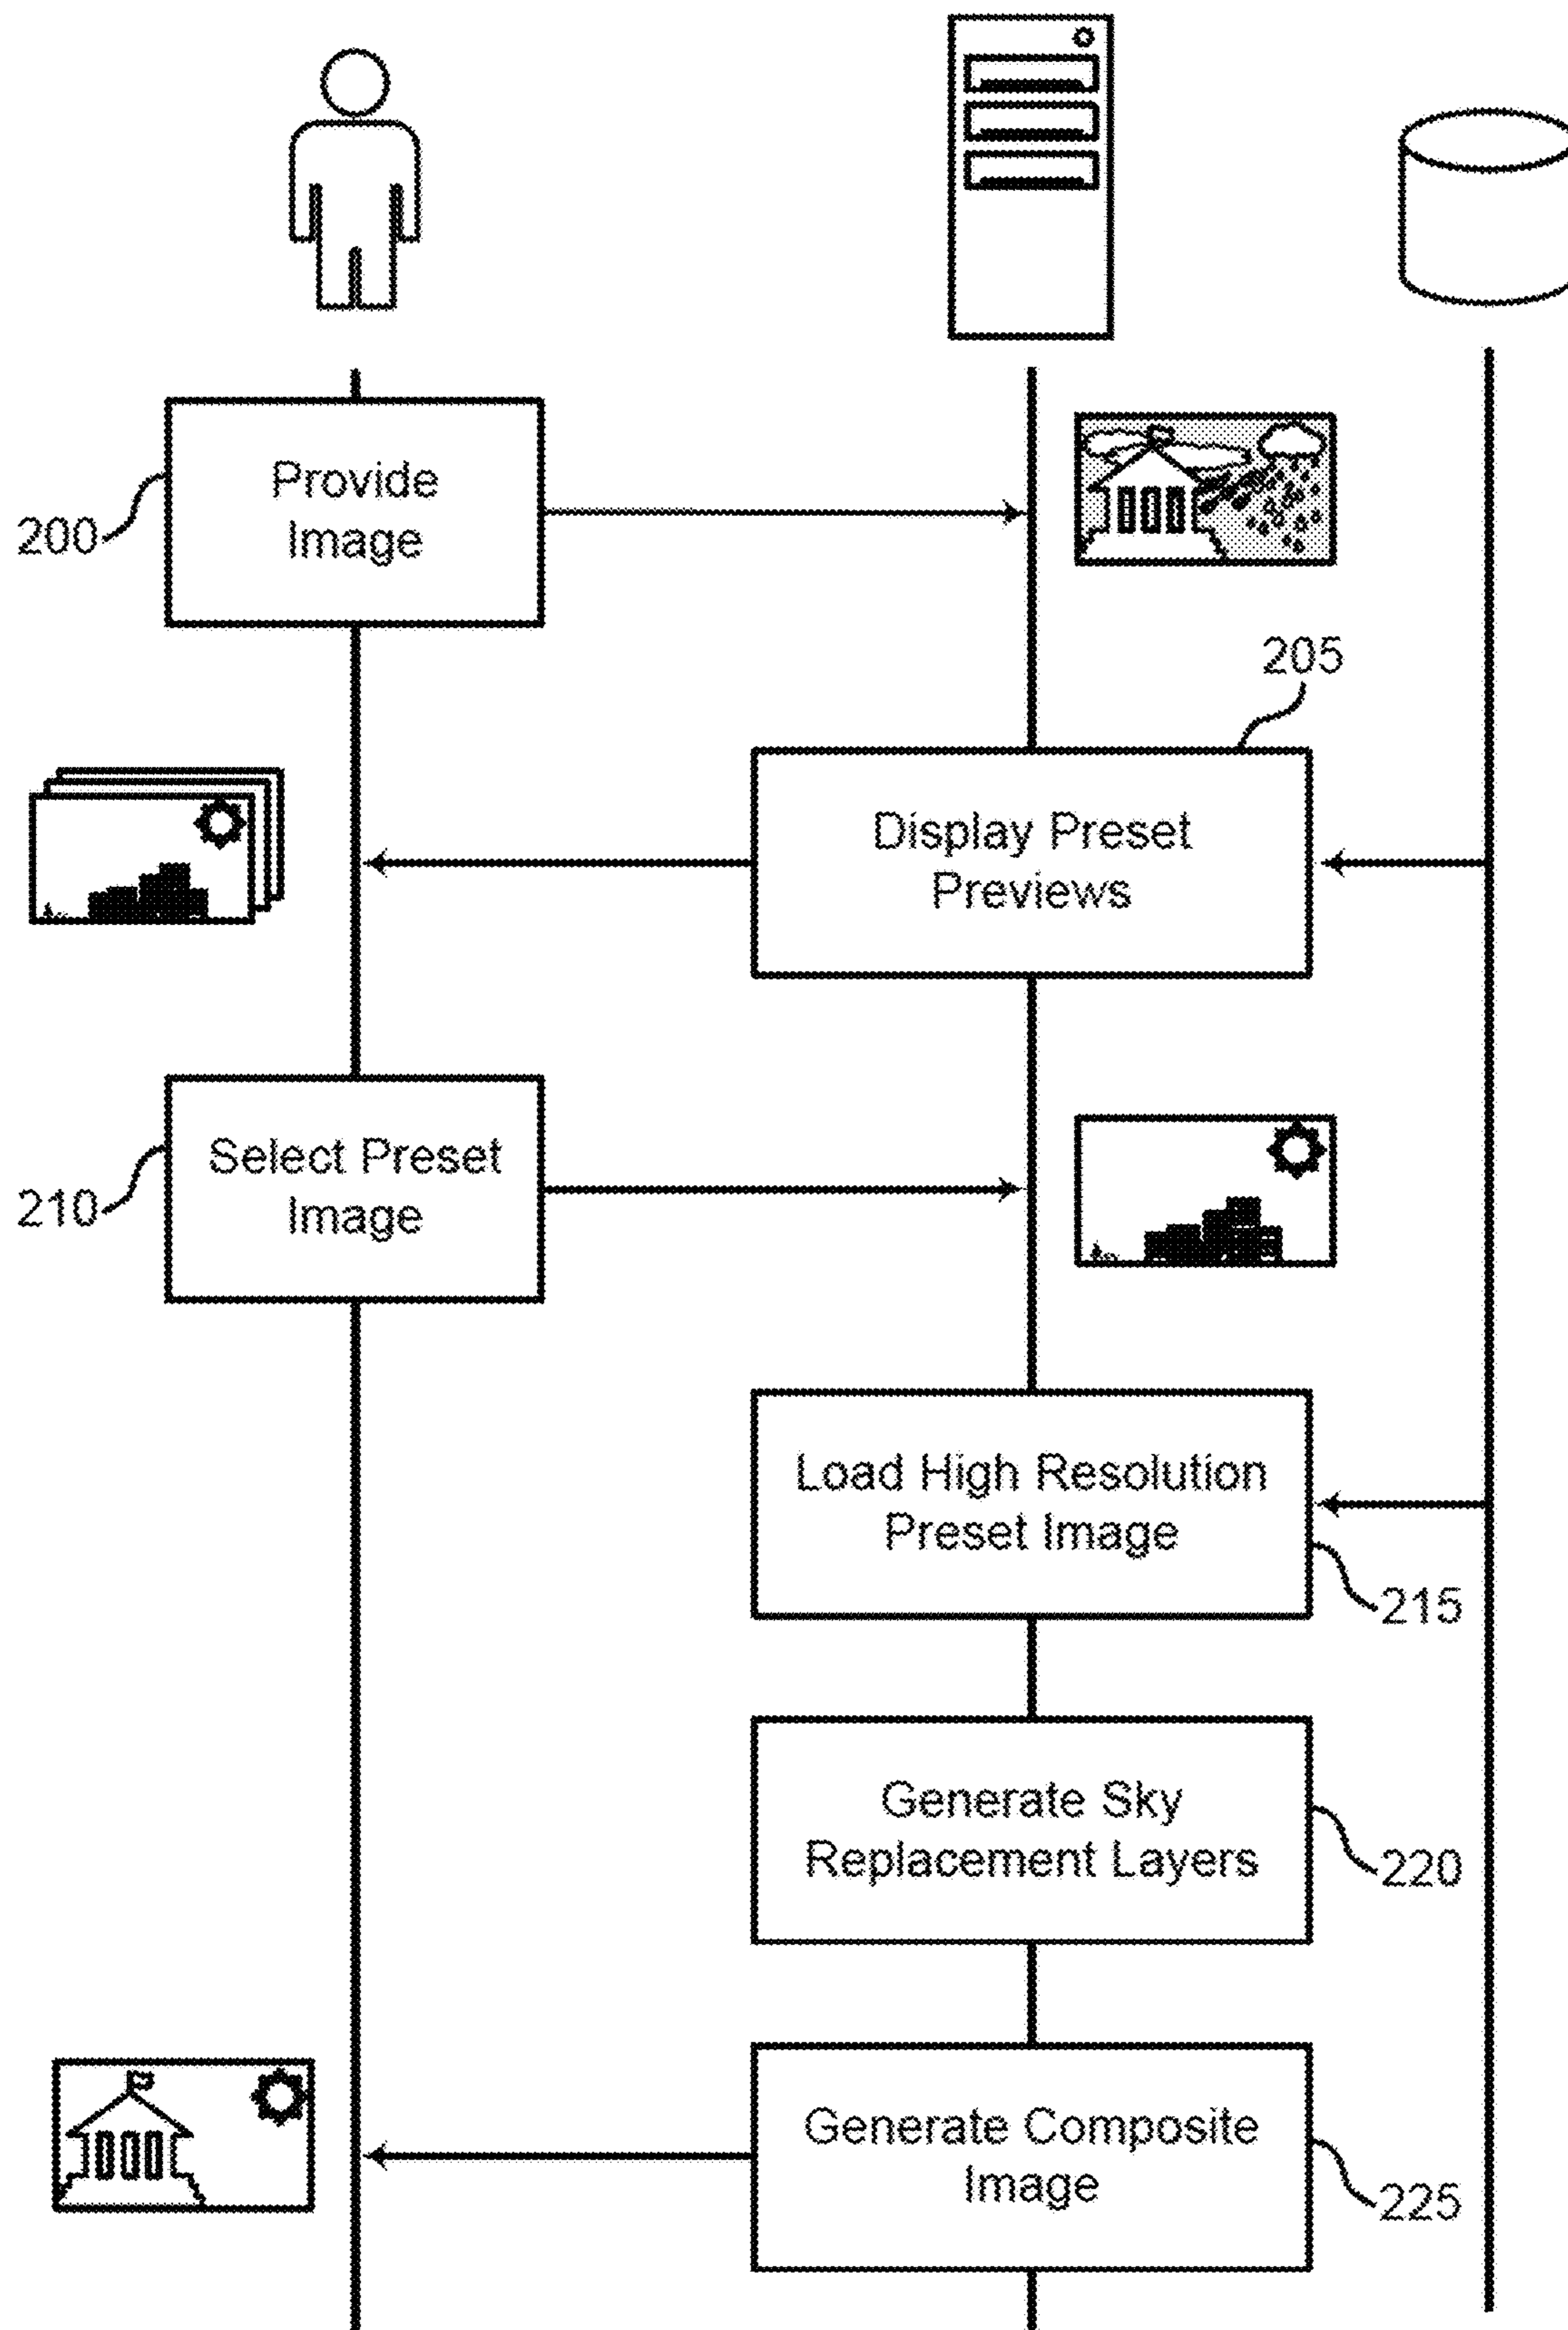 Provide
Image
200
205
Display Preset
Previews
Select Preset
Image
210
Load High Resolution
Preset Image
215
Generate Sky
Replacement Layers
220
Generate Composite
Image
225